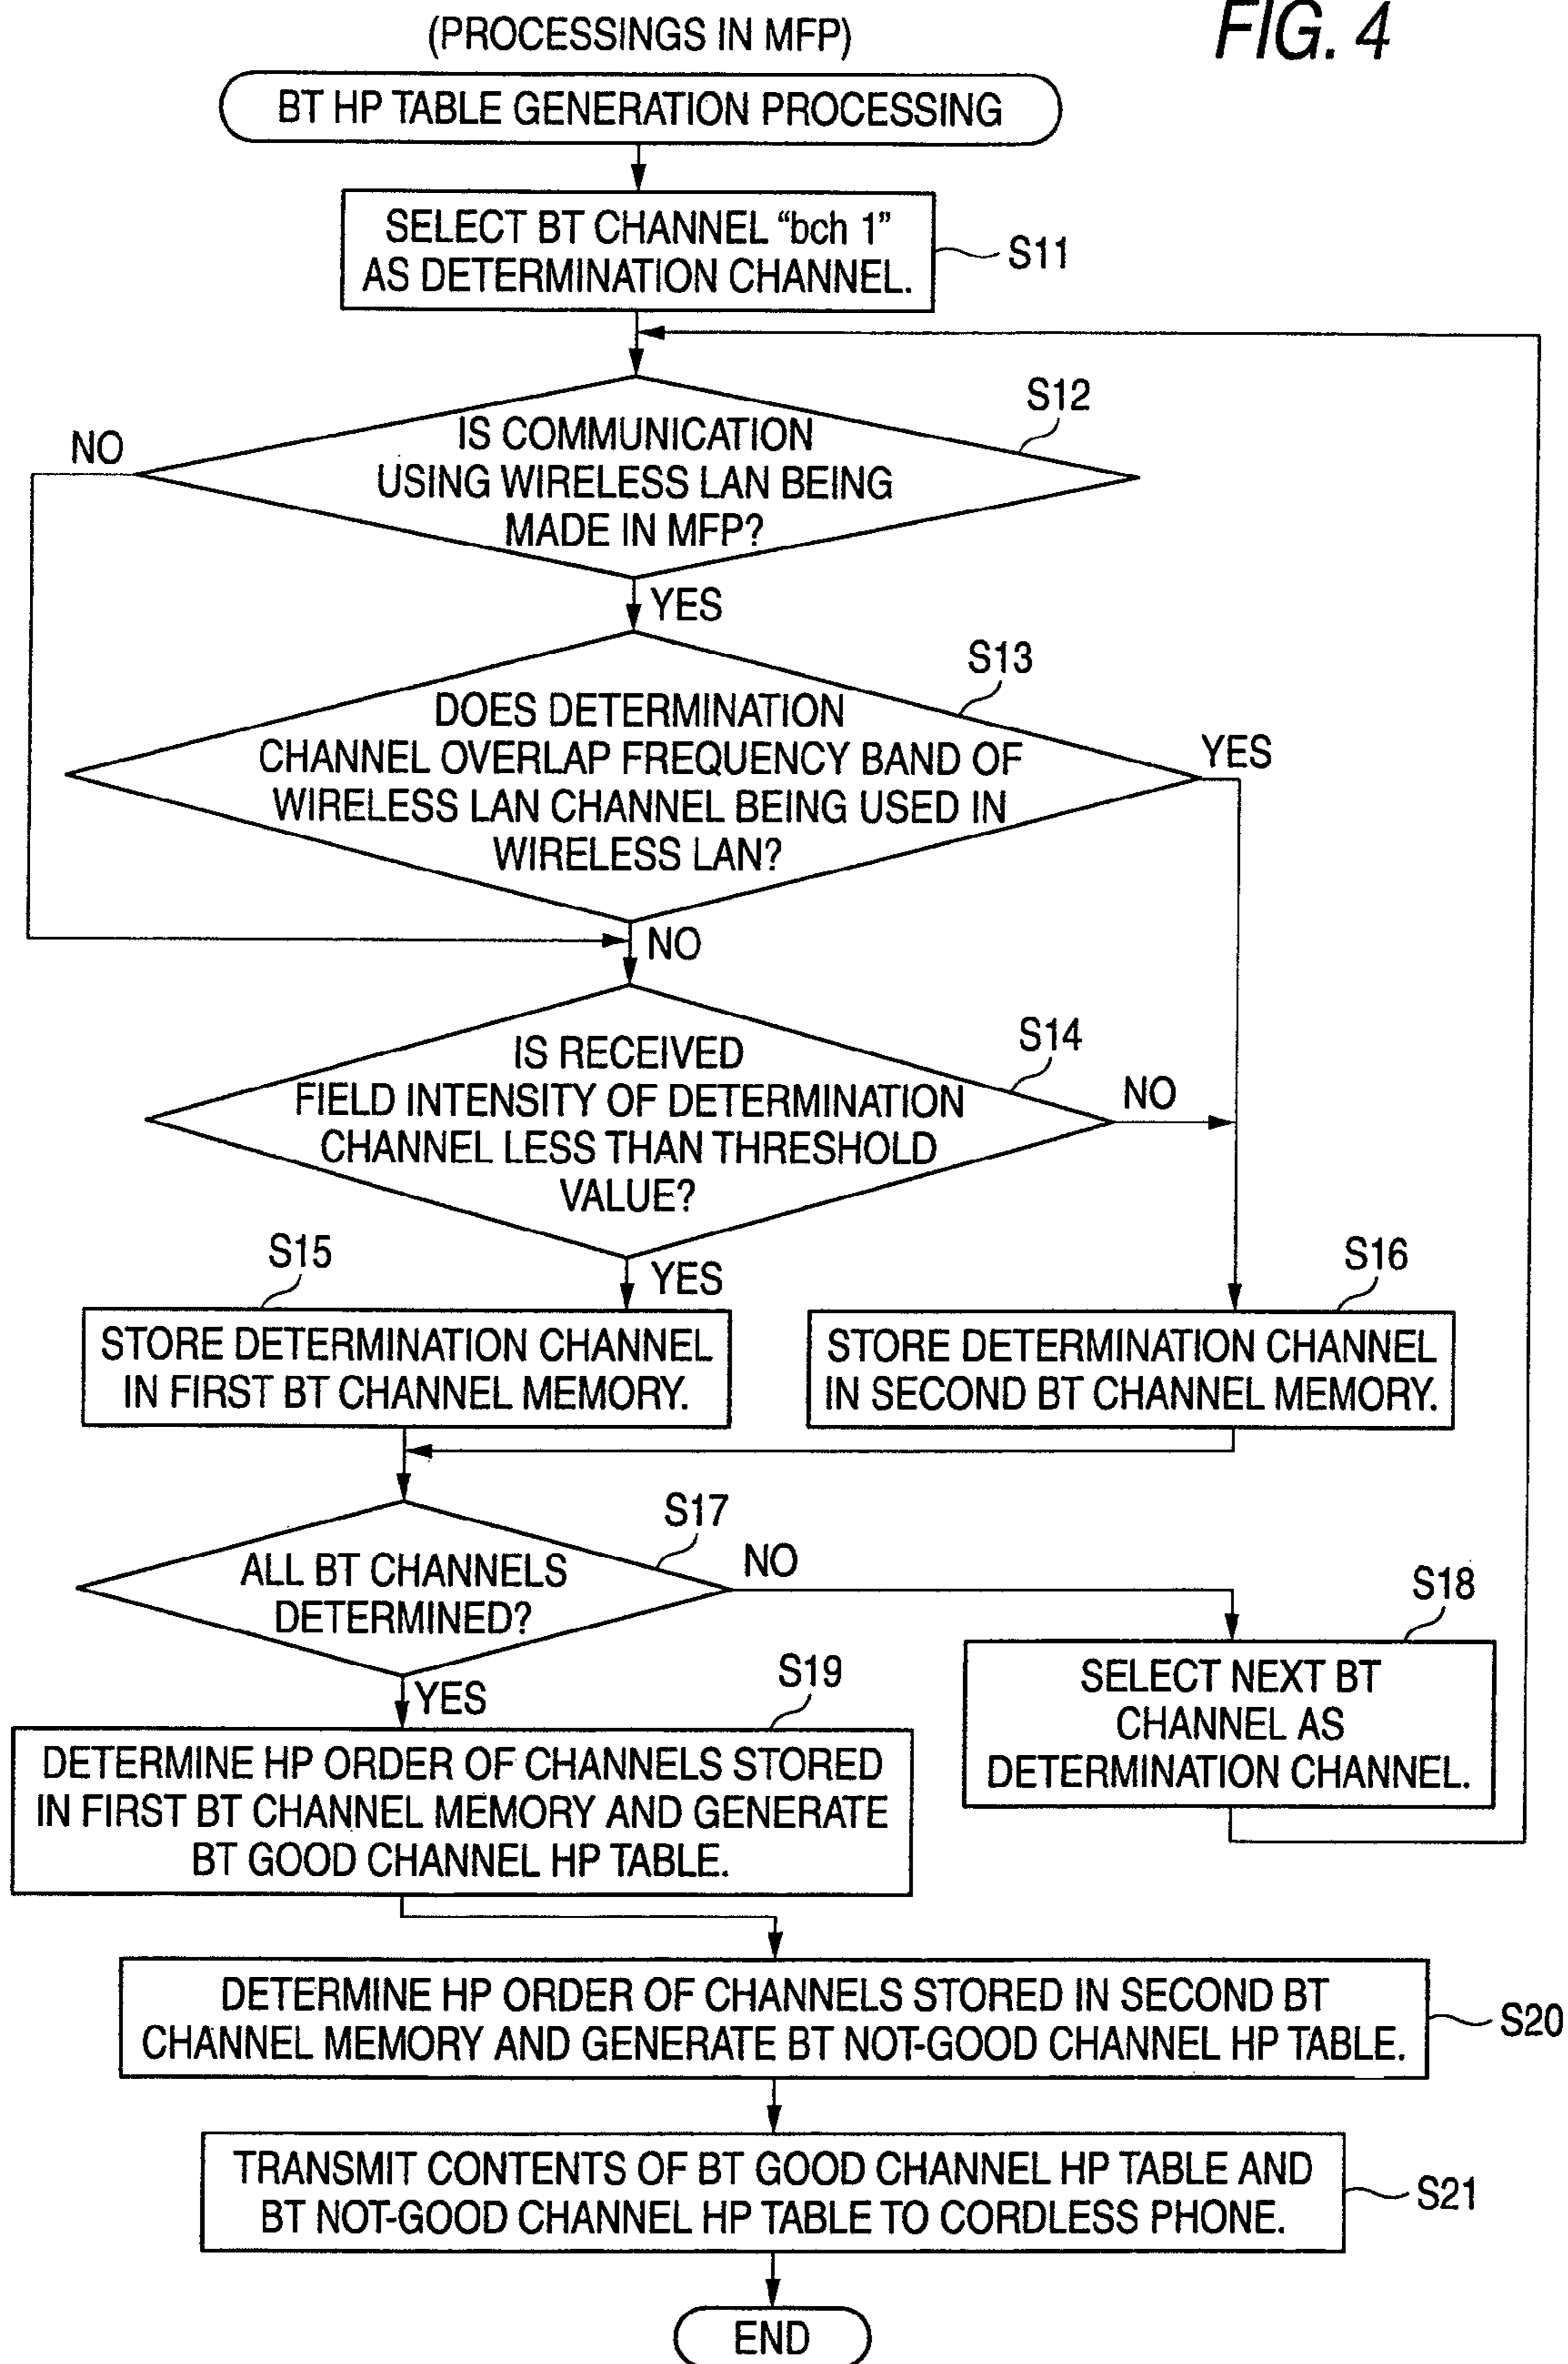 (PROCESSINGS IN MFP)
FIG. 4
BT HP TABLE GENERATION PROCESSING
SELECT BT CHANNEL “bch 1”
AS DETERMINATION CHANNEL.
S11
S12
IS COMMUNICATION
USING WIRELESS LAN BEING
MADE IN MFP?
NO
YES
S13
DOES DETERMINATION
CHANNEL OVERLAP FREQUENCY BAND OF
WIRELESS LAN CHANNEL BEING USED IN
WIRELESS LAN?
YES
NO
S14
IS RECEIVED
FIELD INTENSITY OF DETERMINATION
CHANNEL LESS THAN THRESHOLD
VALUE?
NO
YES
S15
STORE DETERMINATION CHANNEL
IN FIRST BT CHANNEL MEMORY.
S16
STORE DETERMINATION CHANNEL
IN SECOND BT CHANNEL MEMORY.
S17
ALL BT CHANNELS
DETERMINED?
NO
YES
S18
SELECT NEXT BT
CHANNEL AS
DETERMINATION CHANNEL.
S19
DETERMINE HP ORDER OF CHANNELS STORED
IN FIRST BT CHANNEL MEMORY AND GENERATE
BT GOOD CHANNEL HP TABLE.
DETERMINE HP ORDER OF CHANNELS STORED IN SECOND BT
CHANNEL MEMORY AND GENERATE BT NOT-GOOD CHANNEL HP TABLE.
S20
TRANSMIT CONTENTS OF BT GOOD CHANNEL HP TABLE AND
BT NOT-GOOD CHANNEL HP TABLE TO CORDLESS PHONE.
S21
END